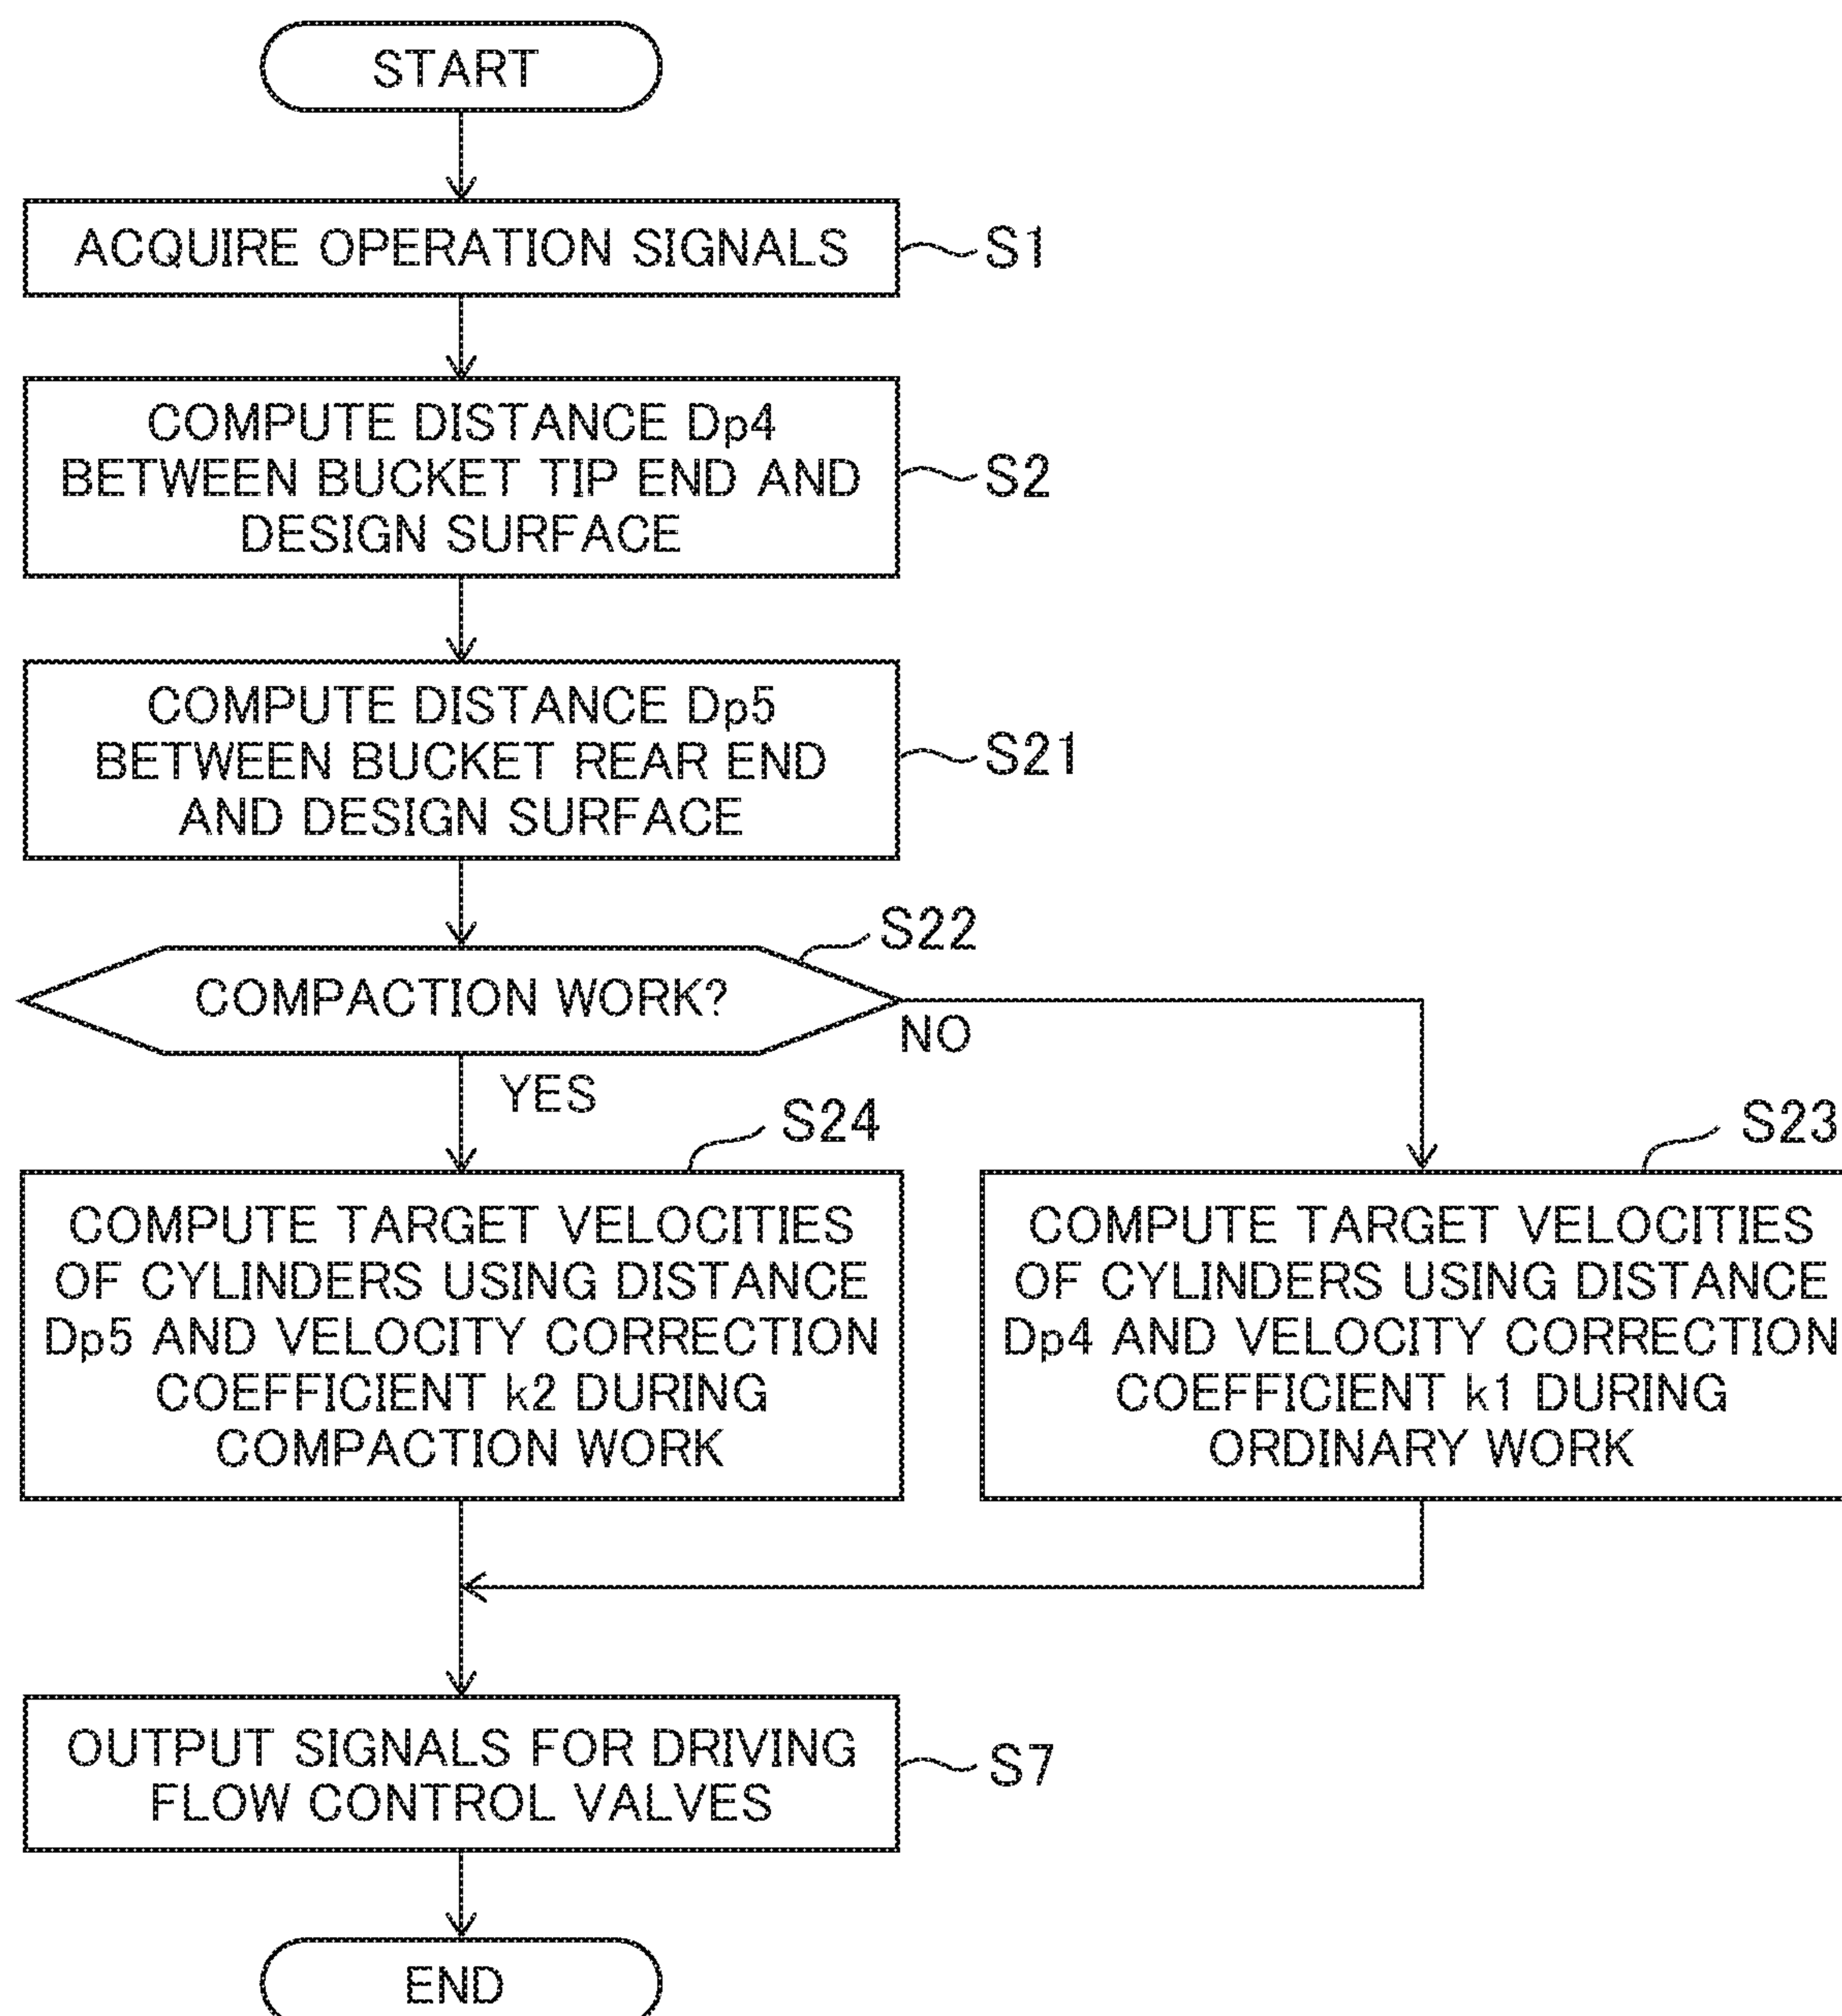 START
ACQUIRE OPERATION SIGNALS
S1
COMPUTE DISTANCE Dp4
BETWEEN BUCKET TIP END AND
DESIGN SURFACE
S2
COMPUTE DISTANCE Dp5
BETWEEN BUCKET REAR END
AND DESIGN SURFACE
S21
S22
COMPACTION WORK?
NO
YES
S24
COMPUTE TARGET VELOCITIES
OF CYLINDERS USING DISTANCE
Dp5 AND VELOCITY CORRECTION
COEFFICIENT k2 DURING
COMPACTION WORK
S23
COMPUTE TARGET VELOCITIES
OF CYLINDERS USING DISTANCE
Dp4 AND VELOCITY CORRECTION
COEFFICIENT k1 DURING
ORDINARY WORK
OUTPUT SIGNALS FOR DRIVING
FLOW CONTROL VALVES
S7
END